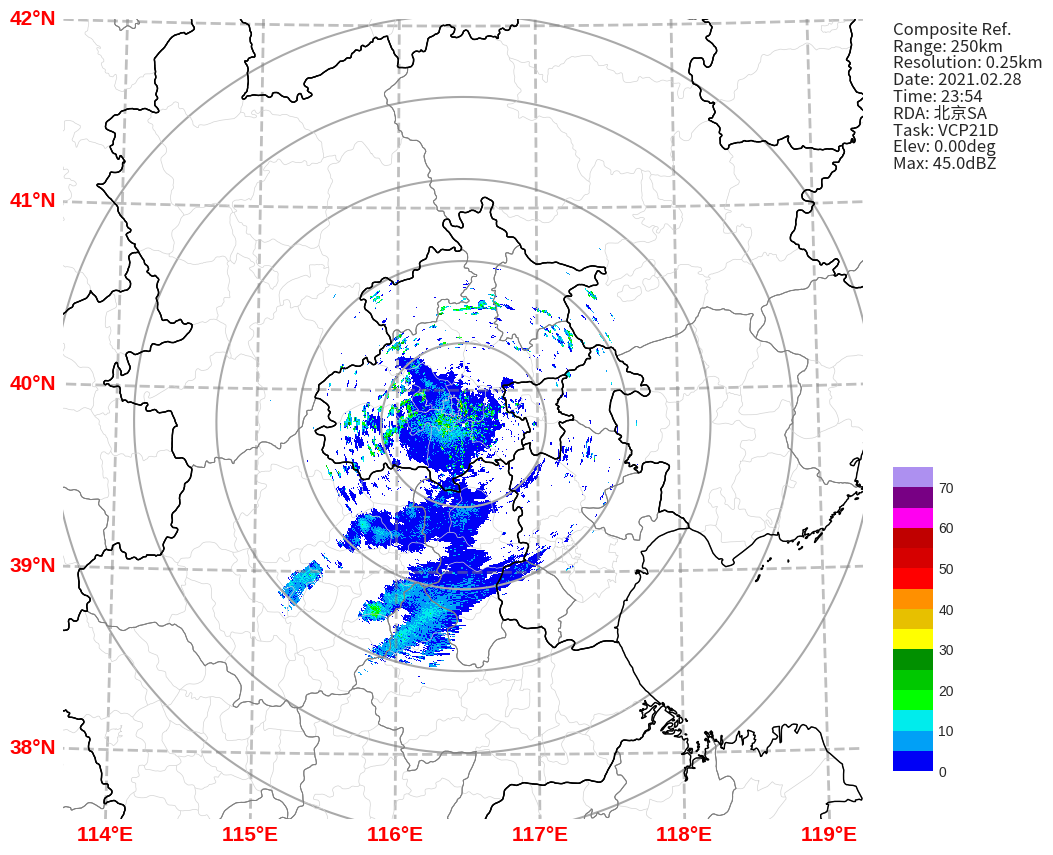 42°N
41°N
40°N
39°N
38°N
114°E 115°E 116°E 117°E 118°E 119°E
Composite Ref.
Range: 250km
Resolution: 0.25km
Date: 2021.02.28
Time: 23:54
RDA: 北京SA
Task: VCP21D
Elev: 0.00deg
Max: 45.0dBZ
70
60
50
40
30
20
10
0